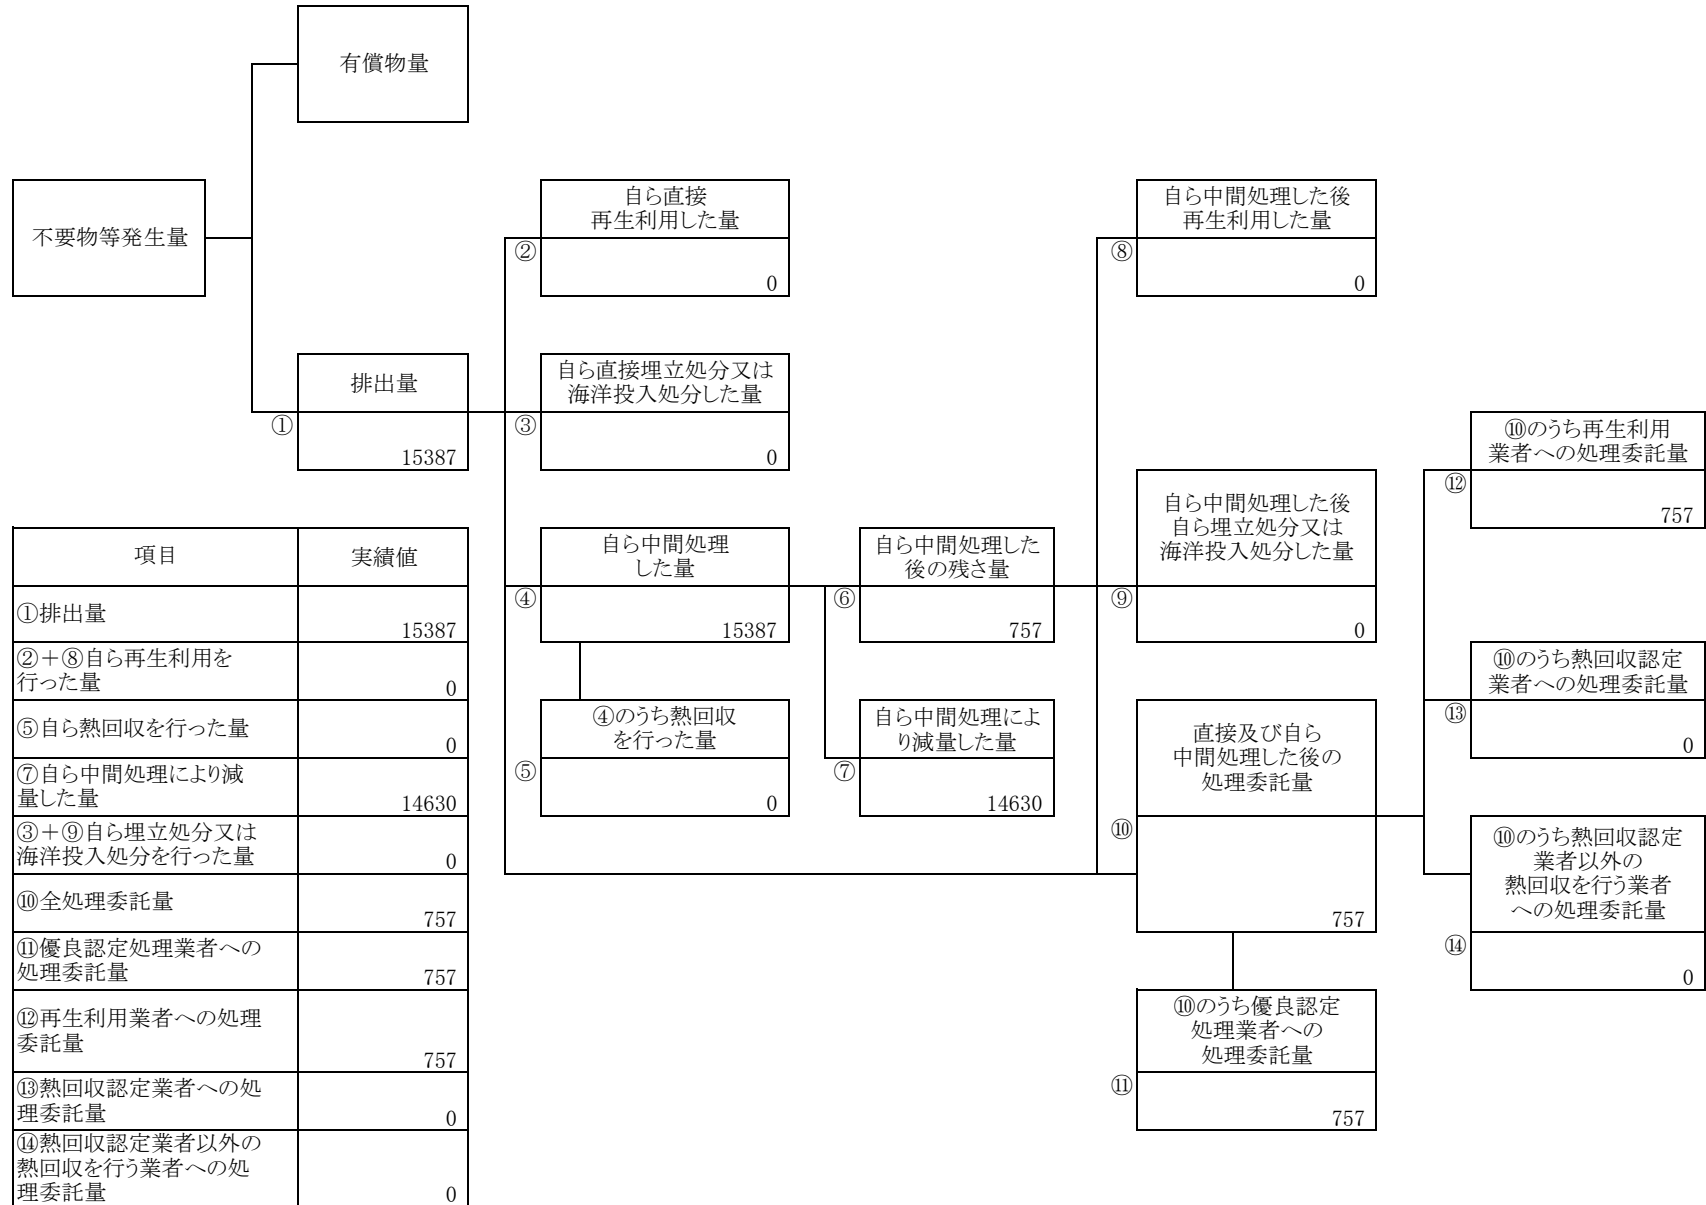 有償物量
不要物等発生量
自ら直接
再生利用した量
②
0
自ら中間処理した後
再生利用した量
⑧
0
排出量
①
15387
自ら直接埋立処分又は
海洋投入処分した量
③
0
⑩のうち再生利用
業者への処理委託量
⑫
757
自ら中間処理した後
自ら埋立処分又は
海洋投入処分した量
⑨
0
自ら中間処理
した量
④
15387
自ら中間処理した
後の残さ量
⑥
757
⑩のうち熱回収認定
業者への処理委託量
⑬
0
④のうち熱回収
を行った量
⑤
0
自ら中間処理によ
り減量した量
⑦
14630
直接及び自ら
中間処理した後の
処理委託量
⑩
757
⑩のうち熱回収認定
業者以外の
熱回収を行う業者
への処理委託量
⑭
0
⑩のうち優良認定
処理業者への
処理委託量
⑪
757
項目 実績値
①排出量 15387
②＋⑧自ら再生利用を
行った量 0
⑤自ら熱回収を行った量 0
⑦自ら中間処理により減
量した量 14630
③＋⑨自ら埋立処分又は
海洋投入処分を行った量 0
⑩全処理委託量 757
⑪優良認定処理業者への
処理委託量 757
⑫再生利用業者への処理
委託量 757
⑬熱回収認定業者への処
理委託量 0
⑭熱回収認定業者以外の
熱回収を行う業者への処
理委託量 0